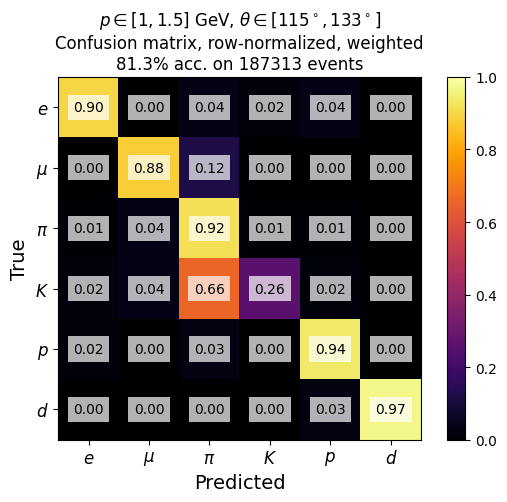 p ∈ [1, 1.5] GeV, θ ∈ [115°, 133°]
Confusion matrix, row-normalized, weighted
81.3% acc. on 187313 events
True
e 0.90 0.00 0.04 0.02 0.04 0.00
μ 0.00 0.88 0.12 0.00 0.00 0.00
π 0.01 0.04 0.92 0.01 0.01 0.00
K 0.02 0.04 0.66 0.26 0.02 0.00
p 0.02 0.00 0.03 0.00 0.94 0.00
d 0.00 0.00 0.00 0.00 0.03 0.97
e μ π K p d
Predicted
1.0
0.8
0.6
0.4
0.2
0.0